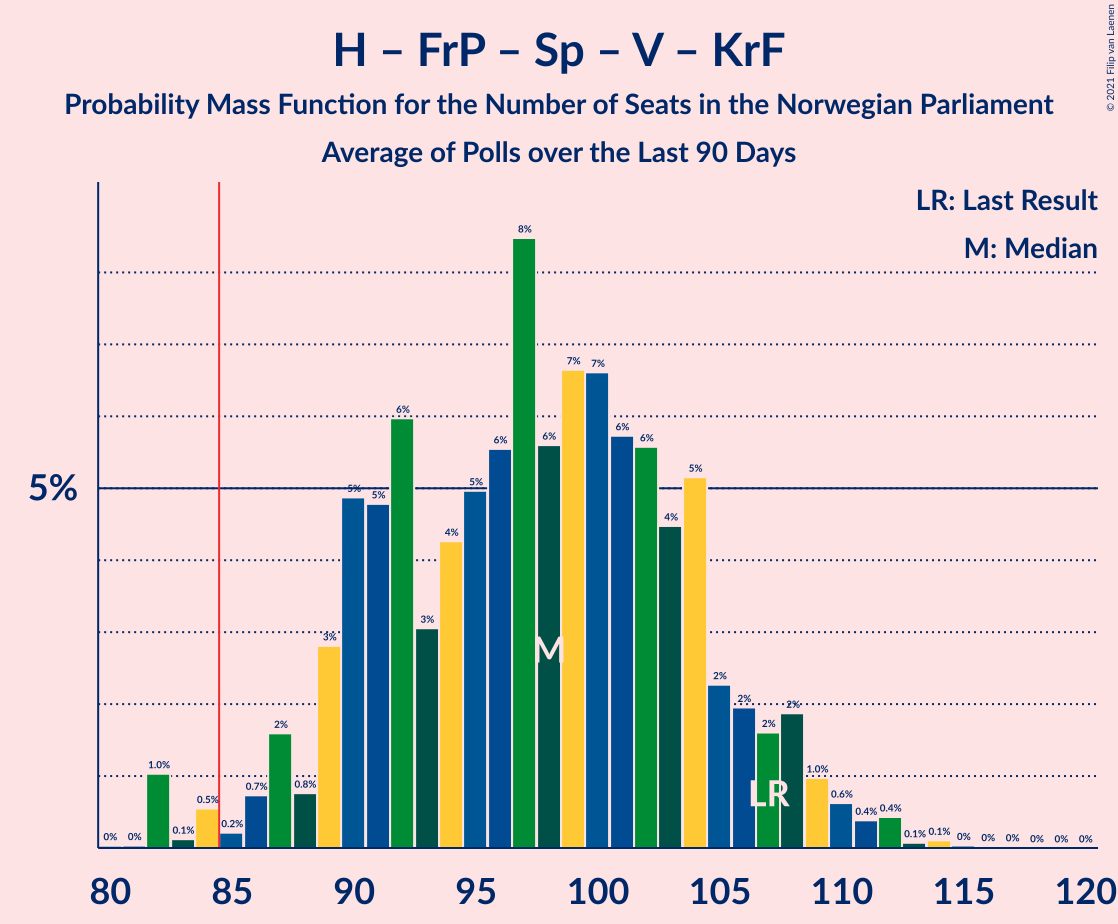 H – FrP – Sp – V – KrF
Probability Mass Function for the Number of Seats in the Norwegian Parliament
Average of Polls over the Last 90 Days
© 2021 Filip van Laenen
LR: Last Result
M: Median
5%
0% 0% 1.0% 0.1% 0.5% 0.2% 0.7% 2% 0.8% 3% 5% 5% 6% 3% 4% 5% 6% 8% 6% 7% 7% 6% 6% 4% 5% 2% 2% 2% 2% 1.0% 0.6% 0.4% 0.4% 0.1% 0.1% 0% 0% 0% 0% 0% 0%
M
LR
80 85 90 95 100 105 110 115 120